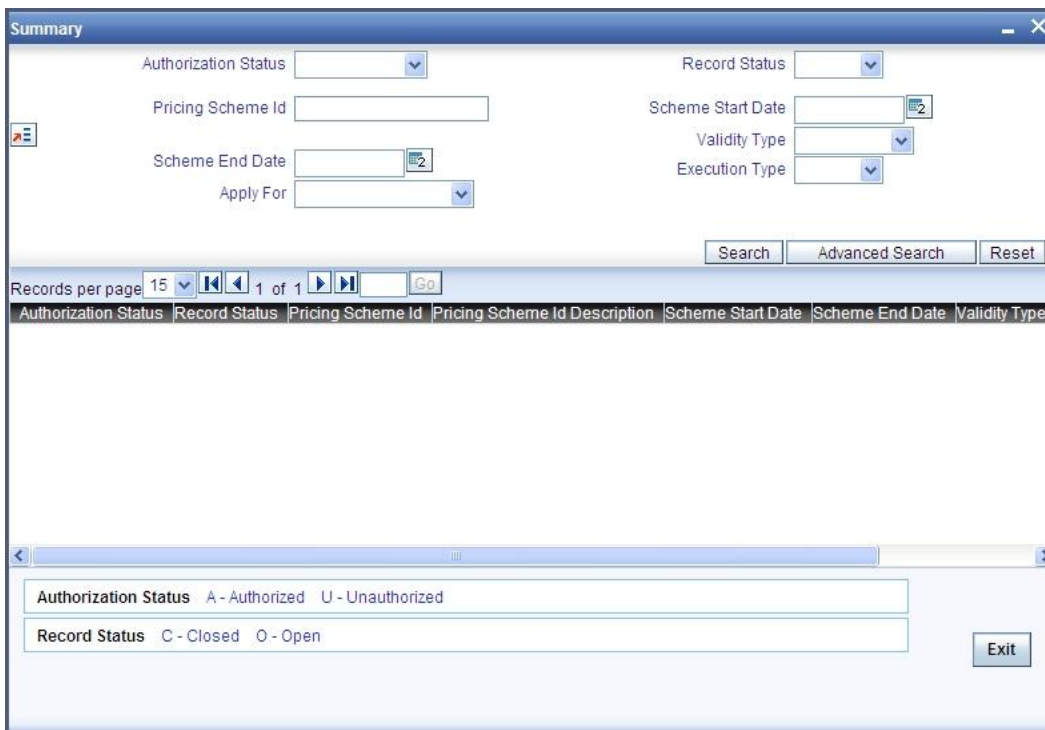 Summary
Authorization Status Record Status
Pricing Scheme Id Scheme Start Date
Validity Type
Scheme End Date
Execution Type
Apply For
Search Advanced Search Reset
Records per page 15 1 of 1 Go
Authorization Status Record Status Pricing Scheme Id Pricing Scheme Id Description Scheme Start Date Scheme End Date Validity Type
Authorization Status A - Authorized U - Unauthorized
Record Status C - Closed O - Open
Exit